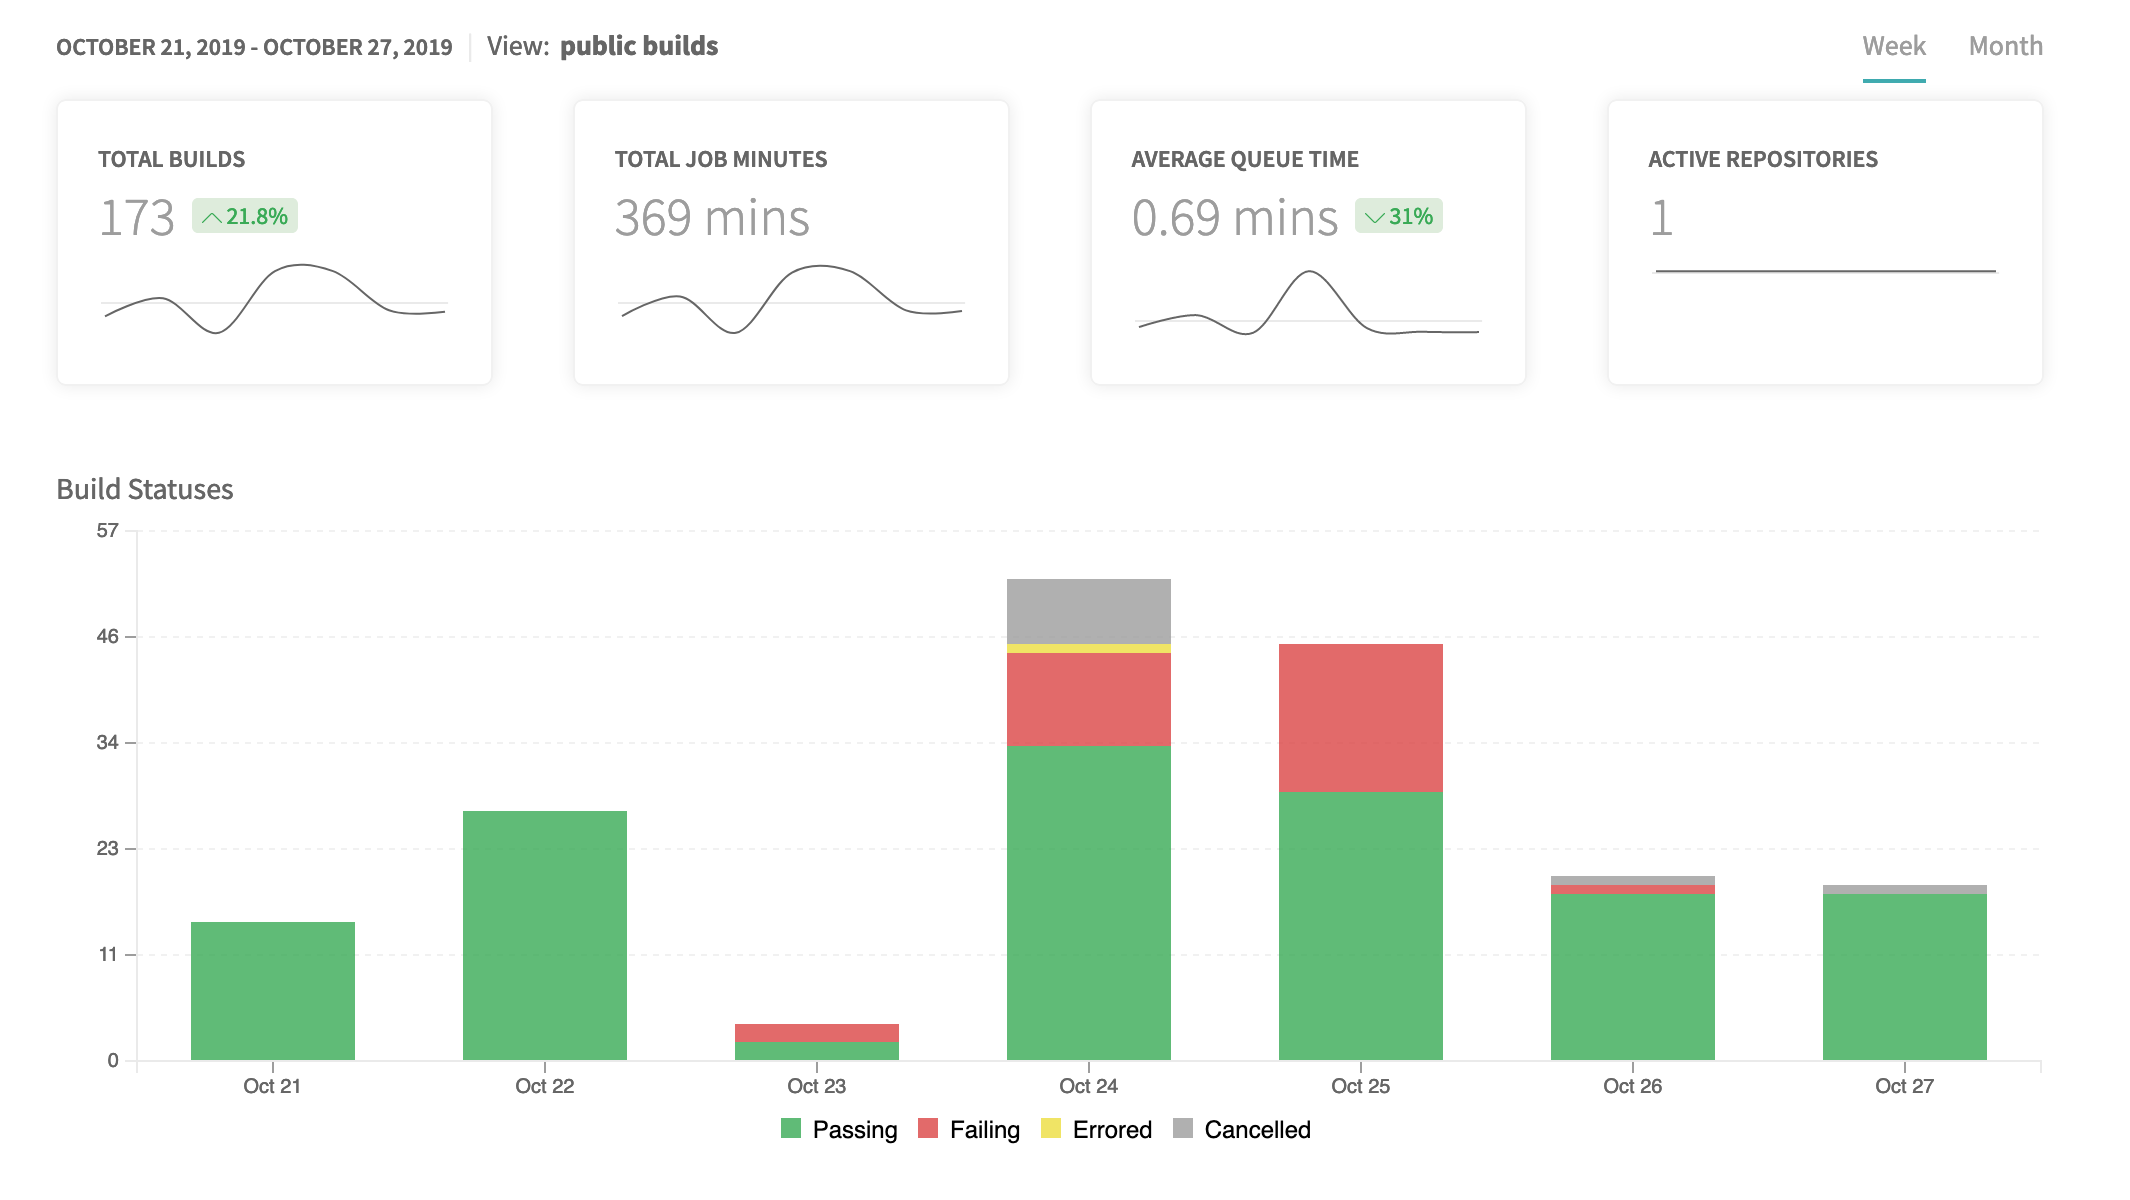 OCTOBER 21, 2019 - OCTOBER 27, 2019 View: public builds Week Month
TOTAL BUILDS
173 21.8%
TOTAL JOB MINUTES
369 mins
AVERAGE QUEUE TIME
0.69 mins 31%
ACTIVE REPOSITORIES
1
Build Statuses
57
46
34
23
11
0
Oct 21 Oct 22 Oct 23 Oct 24 Oct 25 Oct 26 Oct 27
Passing Failing Errored Cancelled